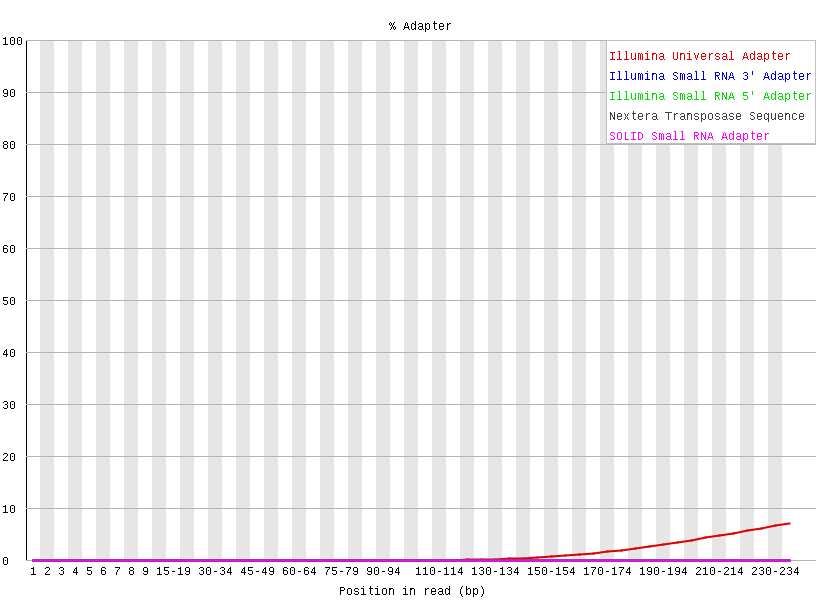 % Adapter
100
90
80
70
60
50
40
30
20
10
0
Illumina Universal Adapter
Illumina Small RNA 3' Adapter
Illumina Small RNA 5' Adapter
Nextera Transposase Sequence
SOLID Small RNA Adapter
1 2 3 4 5 6 7 8 9 15-19 30-34 45-49 60-64 75-79 90-94 110-114 130-134 150-154 170-174 190-194 210-214 230-234
Position in read (bp)